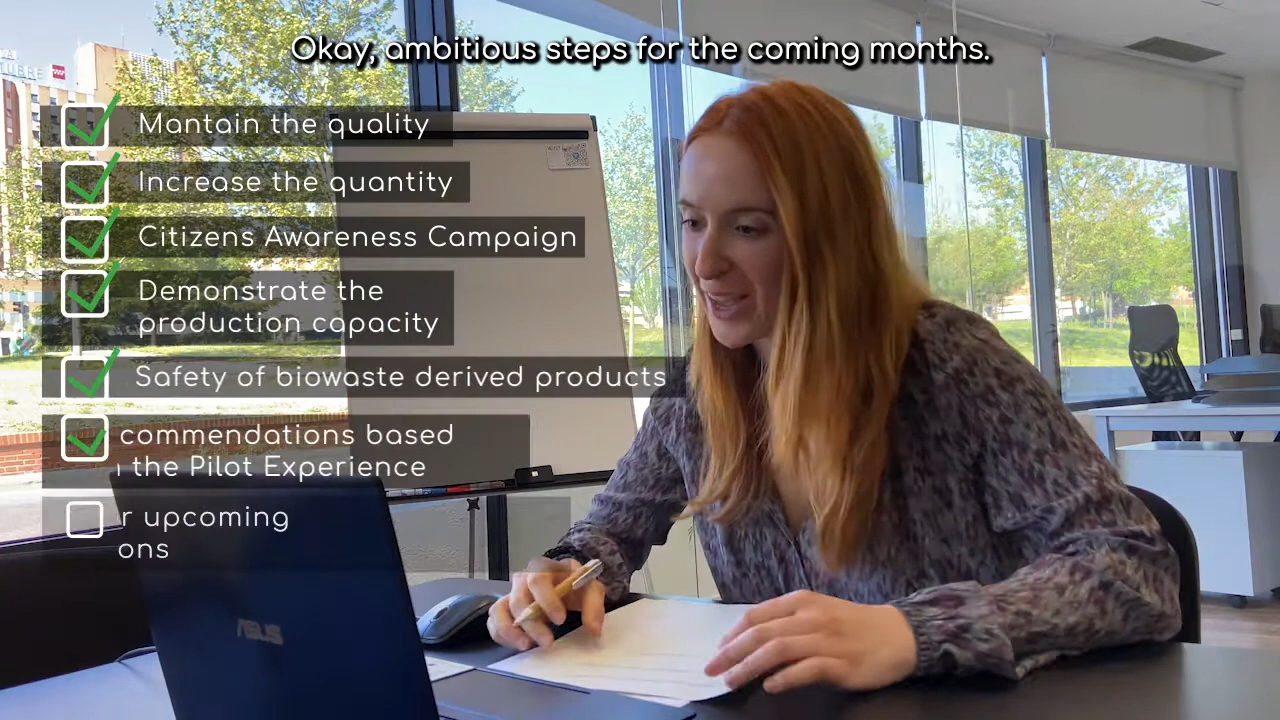 Okay, ambitious steps for the coming months.
Mantain the quality
Increase the quantity
Citizens Awareness Campaign
Demonstrate the
production capacity
Safety of biowaste derived products
commendations based
the Pilot Experience
r upcoming
ons
ASUS